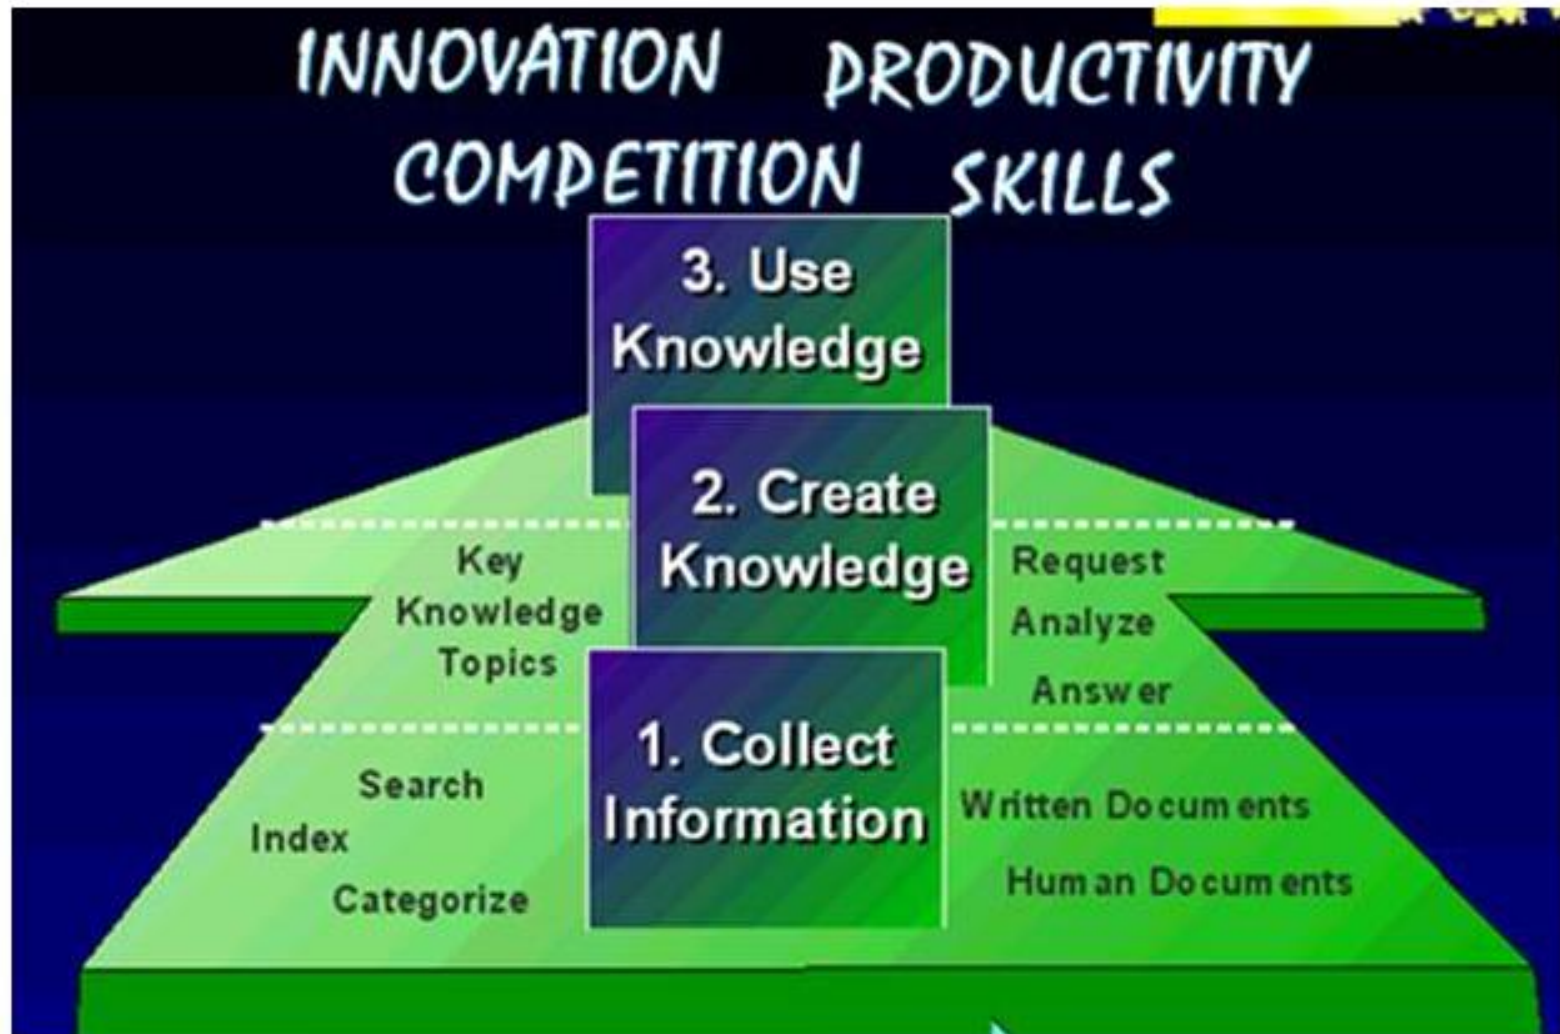 INNOVATION PRODUCTIVITY
COMPETITION SKILLS
3. Use
Knowledge
2. Create
Knowledge
Key
Knowledge
Topics
Request
Analyze
Answer
1. Collect
Information
Search
Index
Categorize
Written Documents
Human Documents